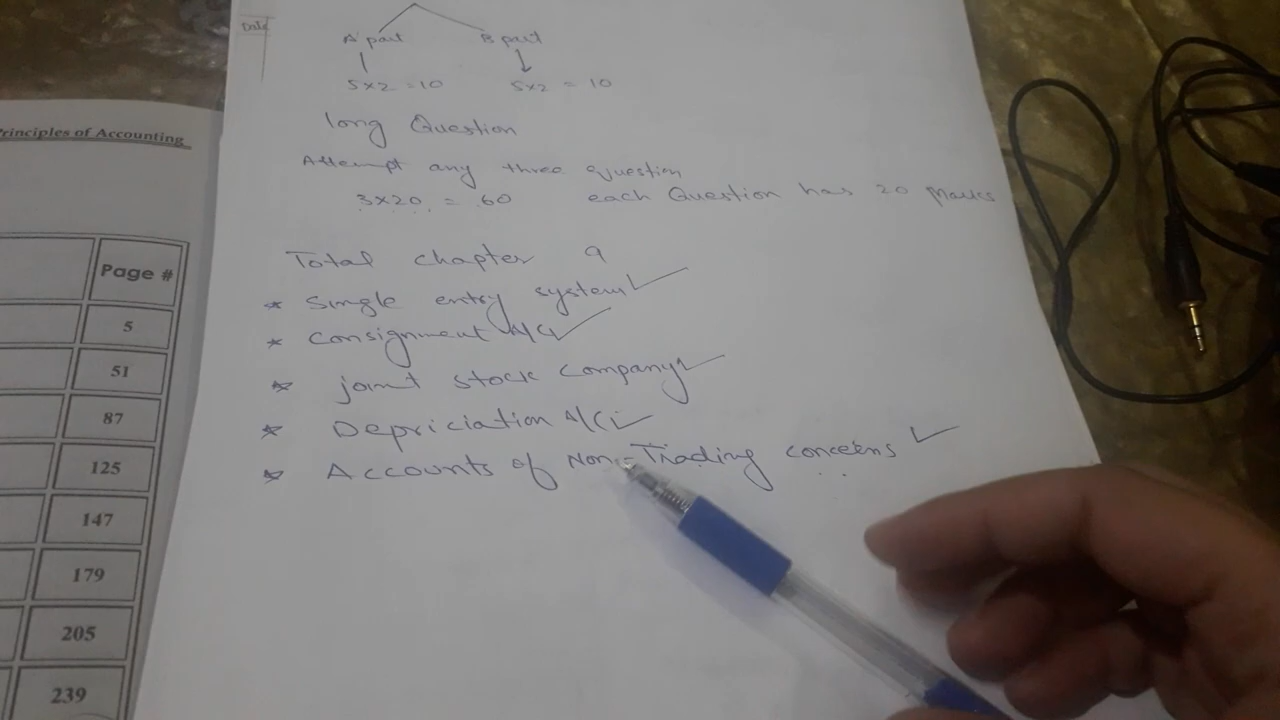 Date
A part B part
5x2 = 10 5x2 = 10
long Question
Attempt any three question
3x20 = 60 each Question has 20 Marks
Total chapter 9
* Single entry system ✓
* Consignment A/C ✓
* joint stock company ✓
* Depriciation A/C ✓
* Accounts of Non-Trading concerns ✓
Principles of Accounting
Page #
5
51
87
125
147
179
205
239